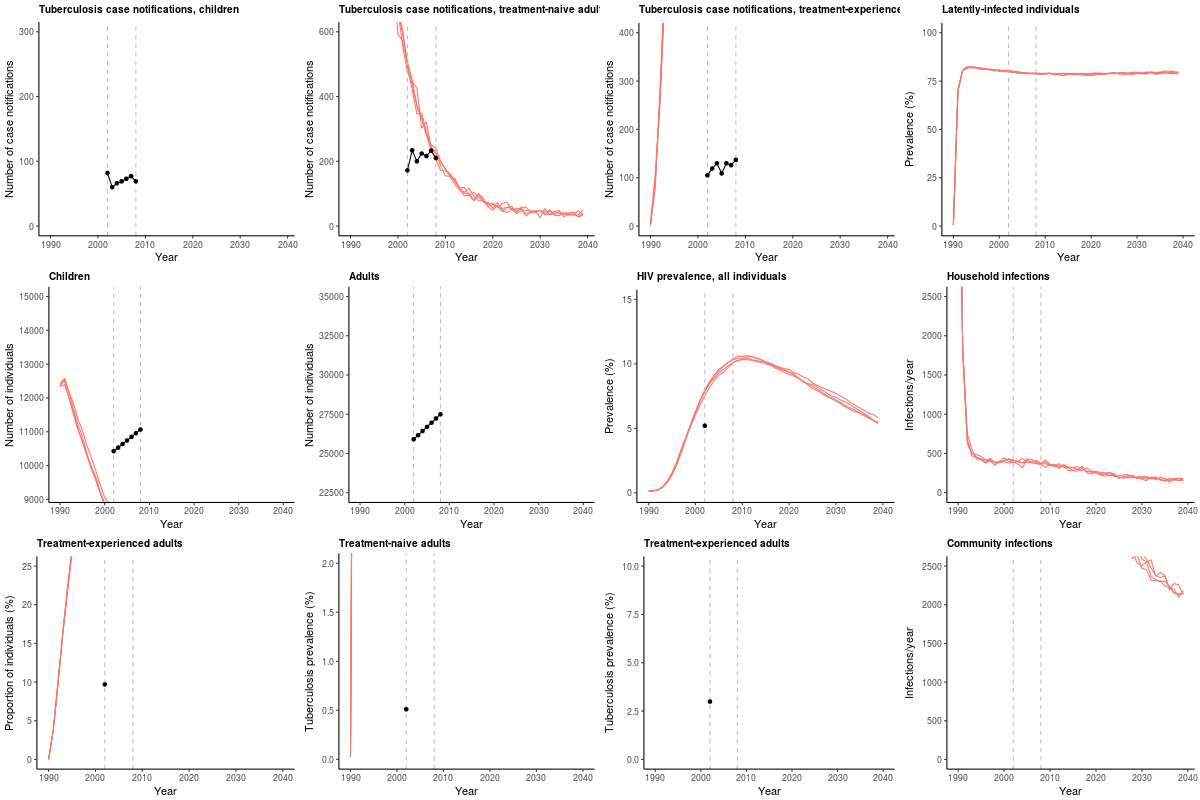 Tuberculosis case notifications, children
Number of case notifications
300
200
100
0
1990 2000 2010 2020 2030 2040
Year
Tuberculosis case notifications, treatment-naive adul
Number of case notifications
600
400
200
0
1990 2000 2010 2020 2030 2040
Year
Tuberculosis case notifications, treatment-experience
Number of case notifications
400
300
200
100
0
1990 2000 2010 2020 2030 2040
Year
Latently-infected individuals
Prevalence (%)
100
75
50
25
0
1990 2000 2010 2020 2030 2040
Year
Children
Number of individuals
15000
14000
13000
12000
11000
10000
9000
1990 2000 2010 2020 2030 2040
Year
Adults
Number of individuals
35000
32500
30000
27500
25000
22500
1990 2000 2010 2020 2030 2040
Year
HIV prevalence, all individuals
Prevalence (%)
15
10
5
0
1990 2000 2010 2020 2030 2040
Year
Household infections
Infections/year
2500
2000
1500
1000
500
0
1990 2000 2010 2020 2030 2040
Year
Treatment-experienced adults
Proportion of individuals (%)
25
20
15
10
5
0
1990 2000 2010 2020 2030 2040
Year
Treatment-naive adults
Tuberculosis prevalence (%)
2.0
1.5
1.0
0.5
0.0
1990 2000 2010 2020 2030 2040
Year
Treatment-experienced adults
Tuberculosis prevalence (%)
10.0
7.5
5.0
2.5
0.0
1990 2000 2010 2020 2030 2040
Year
Community infections
Infections/year
2500
2000
1500
1000
500
0
1990 2000 2010 2020 2030 2040
Year